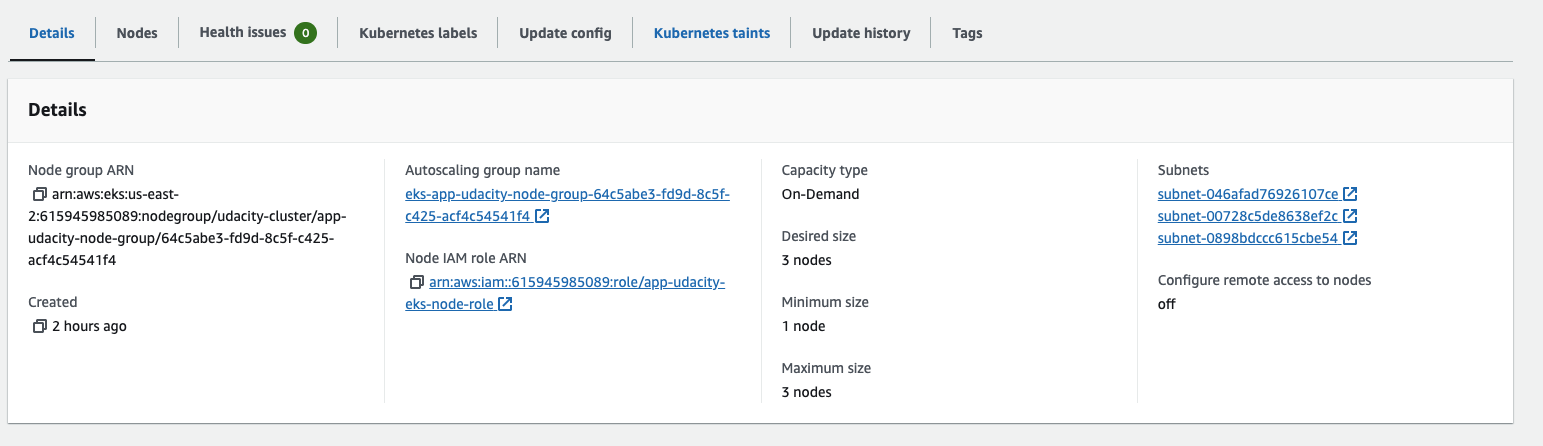 Details
Nodes
Health issues 0
Kubernetes labels
Update config
Kubernetes taints
Update history
Tags
Details
Node group ARN
arn:aws:eks:us-east-
2:615945985089:nodegroup/udacity-cluster/app-
udacity-node-group/64c5abe3-fd9d-8c5f-c425-
acf4c54541f4
Created
2 hours ago
Autoscaling group name
eks-app-udacity-node-group-64c5abe3-fd9d-8c5f-
c425-acf4c54541f4
Node IAM role ARN
arn:aws:iam::615945985089:role/app-udacity-
eks-node-role
Capacity type
On-Demand
Desired size
3 nodes
Minimum size
1 node
Maximum size
3 nodes
Subnets
subnet-046afad76926107ce
subnet-00728c5de8638ef2c
subnet-0898bdccc615cbe54
Configure remote access to nodes
off